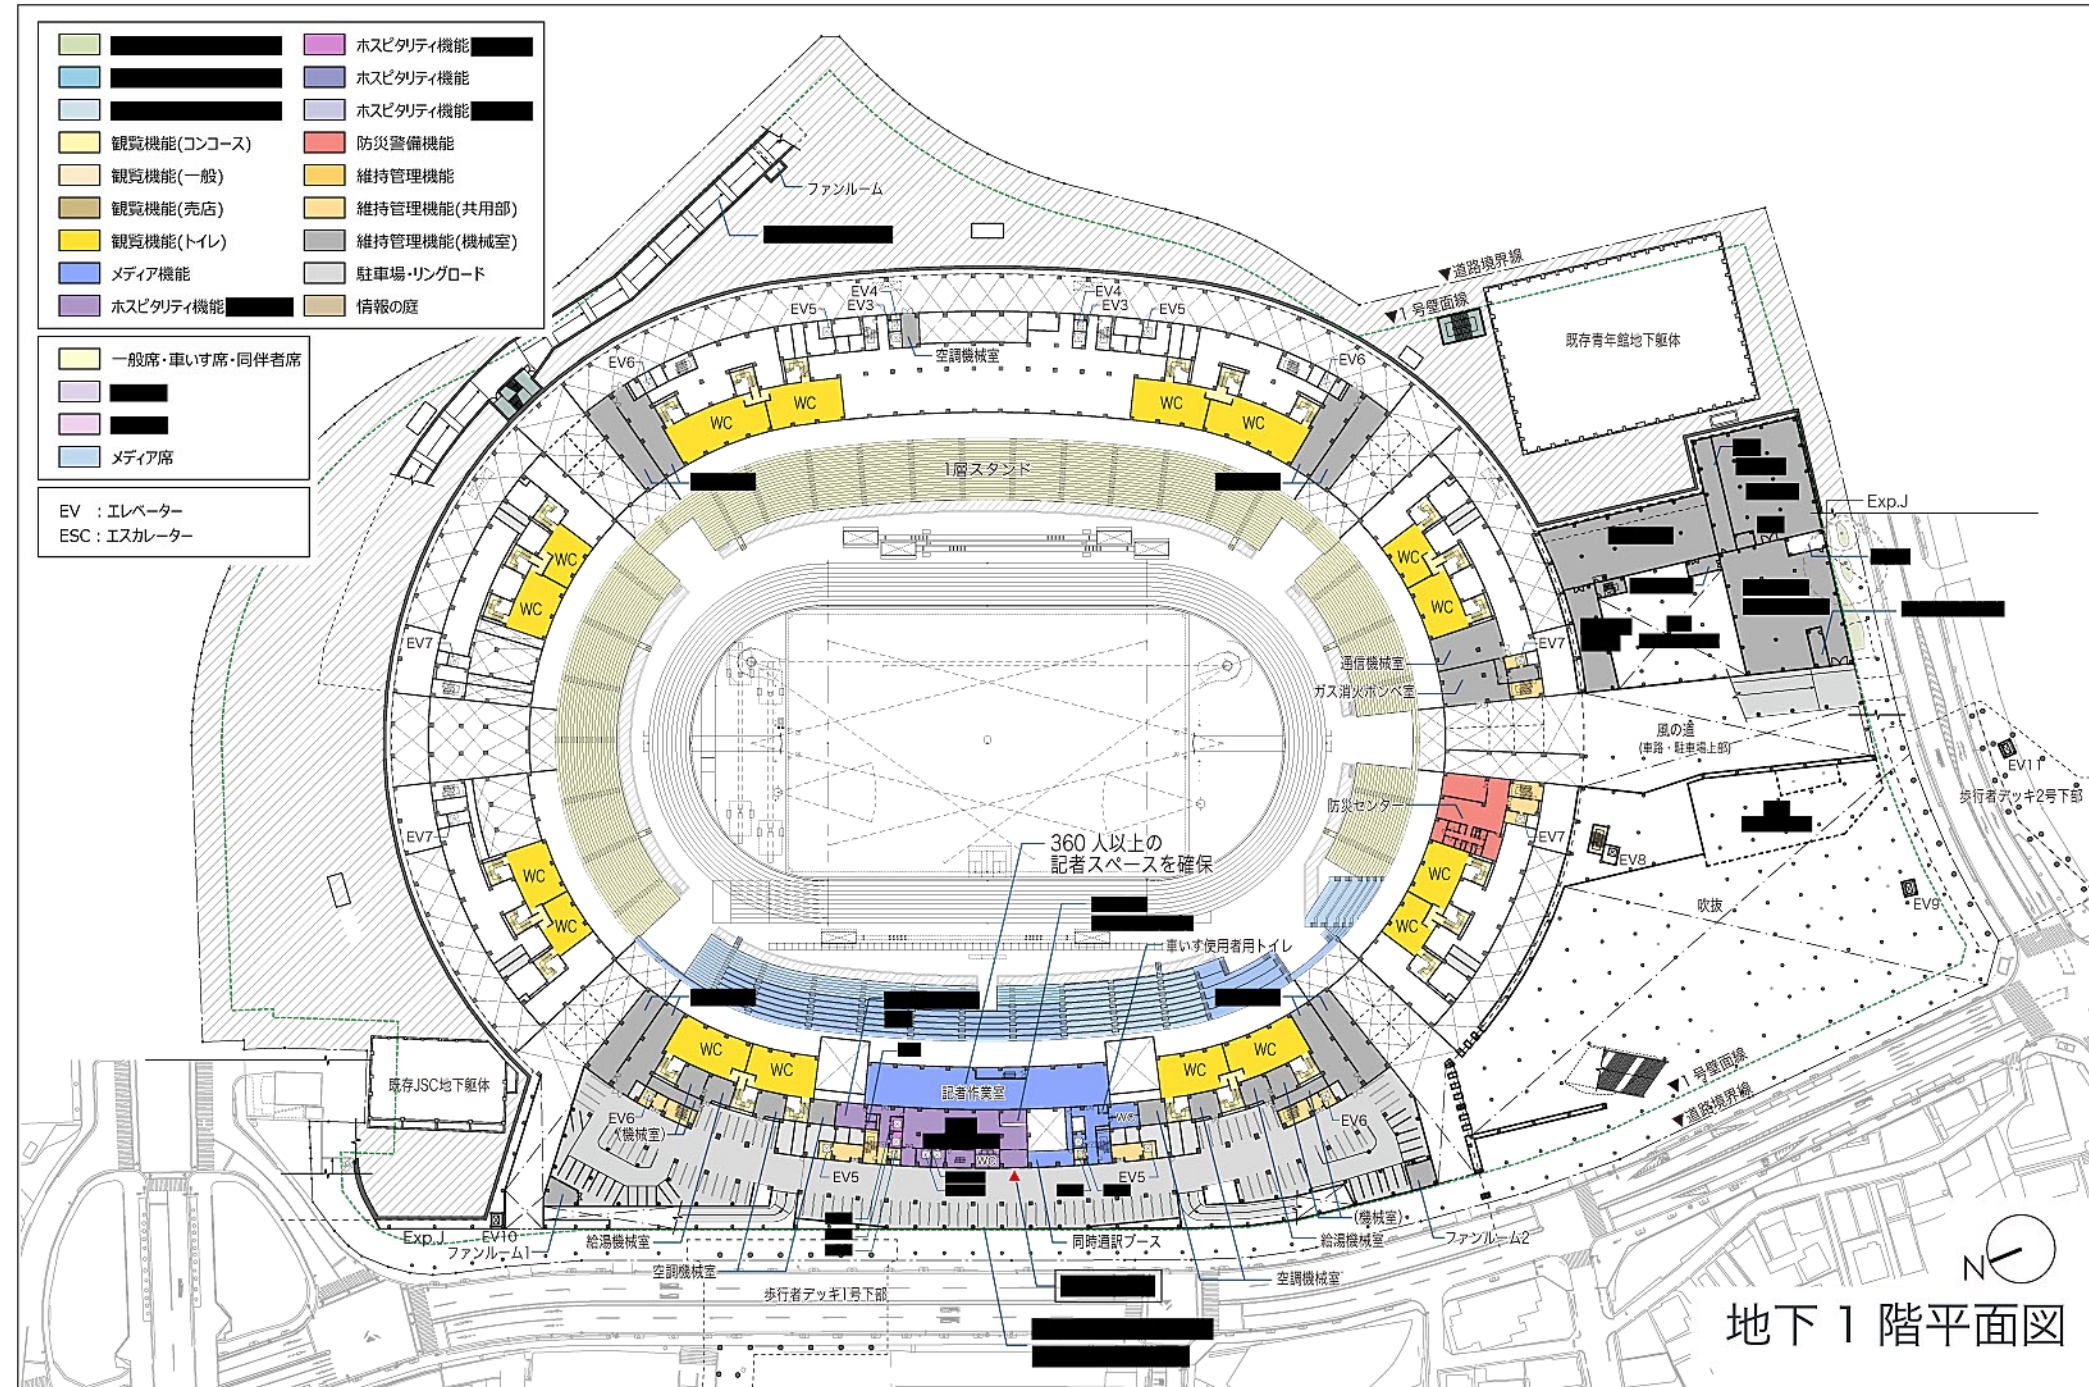 ホスピタリティ機能
ホスピタリティ機能
ホスピタリティ機能
観覧機能(コンコース)
防災警備機能
観覧機能(一般)
維持管理機能
観覧機能(売店)
維持管理機能(共用部)
観覧機能(トイレ)
維持管理機能(機械室)
メディア機能
駐車場・リングロード
ホスピタリティ機能
情報の庭
一般席・車いす席・同伴者席
メディア席
EV :エレベーター
ESC:エスカレーター
ファンルーム
▼道路境界線
▼1号壁面線
既存青年館地下躯体
EV4
EV3
EV5
EV4
EV3
EV5
空調機械室
EV6
EV6
WC
WC
WC
WC
1層スタンド
Exp.J
WC
WC
WC
WC
EV7
EV7
通信機械室
ガス消火ボンベ室
風の道
(車路・駐車場上部)
EV11
歩行者デッキ2号下部
防災センター
EV7
EV7
EV8
EV9
吹抜
360人以上の
記者スペースを確保
WC
WC
WC
WC
車いす使用者用トイレ
WC
WC
WC
WC
記者作業室
既存JSC地下躯体
EV6
(機械室)
WC
WC
EV6
▼1号壁面線
▼道路境界線
EV5
EV5
Exp.J
EV10
ファンルーム1
給湯機械室
空調機械室
同時通訳ブース
(機械室)
給湯機械室
ファンルーム2
空調機械室
歩行者デッキ1号下部
N
地下1階平面図